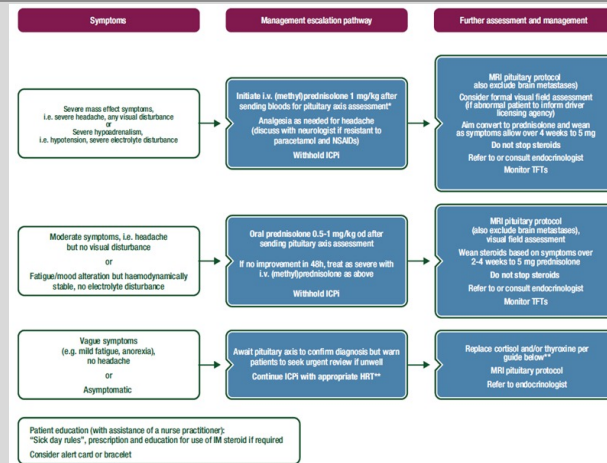 Symptoms
Management escalation pathway
Further assessment and management
Severe mass effect symptoms,
i.e. severe headache, any visual disturbance
or
Severe hypoadrenalism,
i.e. hypotension, severe electrolyte disturbance
Initiate i.v. (methyl)prednisolone 1 mg/kg after
sending bloods for pituitary axis assessment*
Analgesia as needed for headache
(discuss with neurologist if resistant to
paracetamol and NSAIDs)
Withhold ICPi
MRI pituitary protocol
(also exclude brain metastases)
Consider formal visual field assessment
(if abnormal patient to inform driver
licensing agency)
Aim convert to prednisolone and wean
as symptoms allow over 4 weeks to 5 mg
Do not stop steroids
Refer to or consult endocrinologist
Monitor TFTs
Moderate symptoms, i.e. headache
but no visual disturbance
or
Fatigue/mood alteration but haemodynamically
stable, no electrolyte disturbance
Oral prednisolone 0.5-1 mg/kg od after
sending pituitary axis assessment
If no improvement in 48h, treat as severe with
i.v. (methyl)prednisolone as above
Withhold ICPi
MRI pituitary protocol
(also exclude brain metastases),
visual field assessment
Wean steroids based on symptoms over
2-4 weeks to 5 mg prednisolone
Do not stop steroids
Refer to or consult endocrinologist
Monitor TFTs
Vague symptoms
(e.g. mild fatigue, anorexia),
no headache
or
Asymptomatic
Await pituitary axis to confirm diagnosis but warn
patients to seek urgent review if unwell
Continue ICPi with appropriate HRT**
Replace cortisol and/or thyroxine per
guide below**
MRI pituitary protocol
Refer to endocrinologist
Patient education (with assistance of a nurse practitioner):
"Sick day rules", prescription and education for use of IM steroid if required
Consider alert card or bracelet